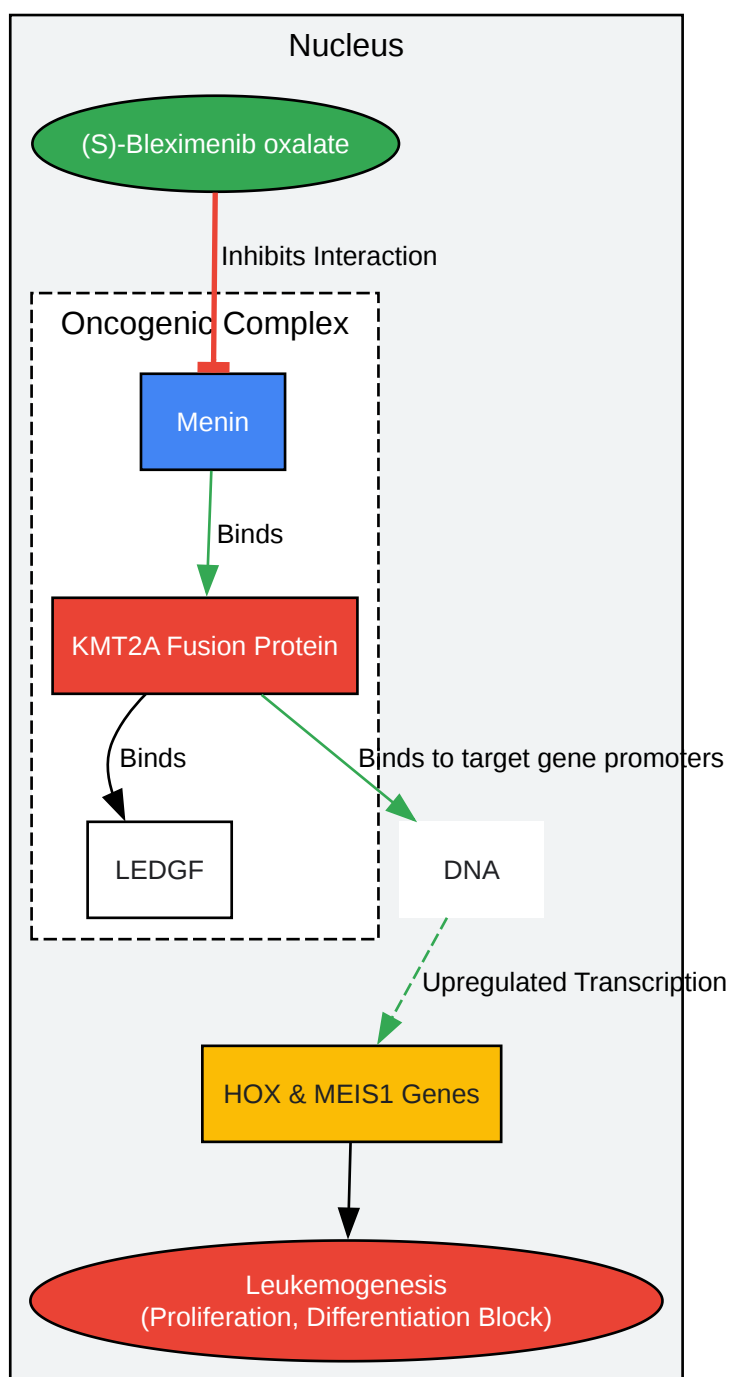 Nucleus
(S)-Bleximenib oxalate
Inhibits Interaction
Oncogenic Complex
Menin
Binds
KMT2A Fusion Protein
Binds
Binds to target gene promoters
LEDGF
DNA
Upregulated Transcription
HOX & MEIS1 Genes
Leukemogenesis
(Proliferation, Differentiation Block)